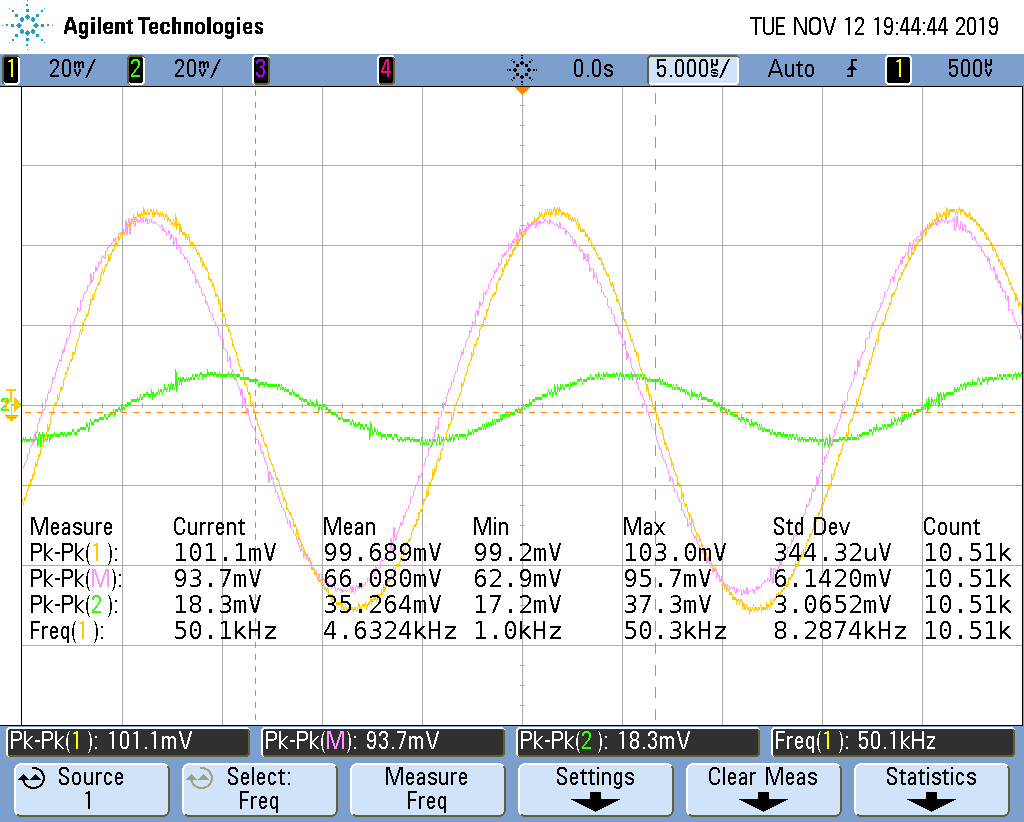 Agilent Technologies TUE NOV 12 19:44:44 2019
1 20mV/ 2 20mV/ 3 4 0.0s 5.000us/ Auto 1 500V
2
Measure Current Mean Min Max Std Dev Count
Pk-Pk(1): 101.1mV 99.689mV 99.2mV 103.0mV 344.32uV 10.51k
Pk-Pk(M): 93.7mV 66.080mV 62.9mV 95.7mV 6.1420mV 10.51k
Pk-Pk(2): 18.3mV 35.264mV 17.2mV 37.3mV 3.0652mV 10.51k
Freq(1): 50.1kHz 4.6324kHz 1.0kHz 50.3kHz 8.2874kHz 10.51k
Pk-Pk(1): 101.1mV Pk-Pk(M): 93.7mV Pk-Pk(2): 18.3mV Freq(1): 50.1kHz
Source Select: Measure Settings Clear Meas Statistics
1 Freq Freq